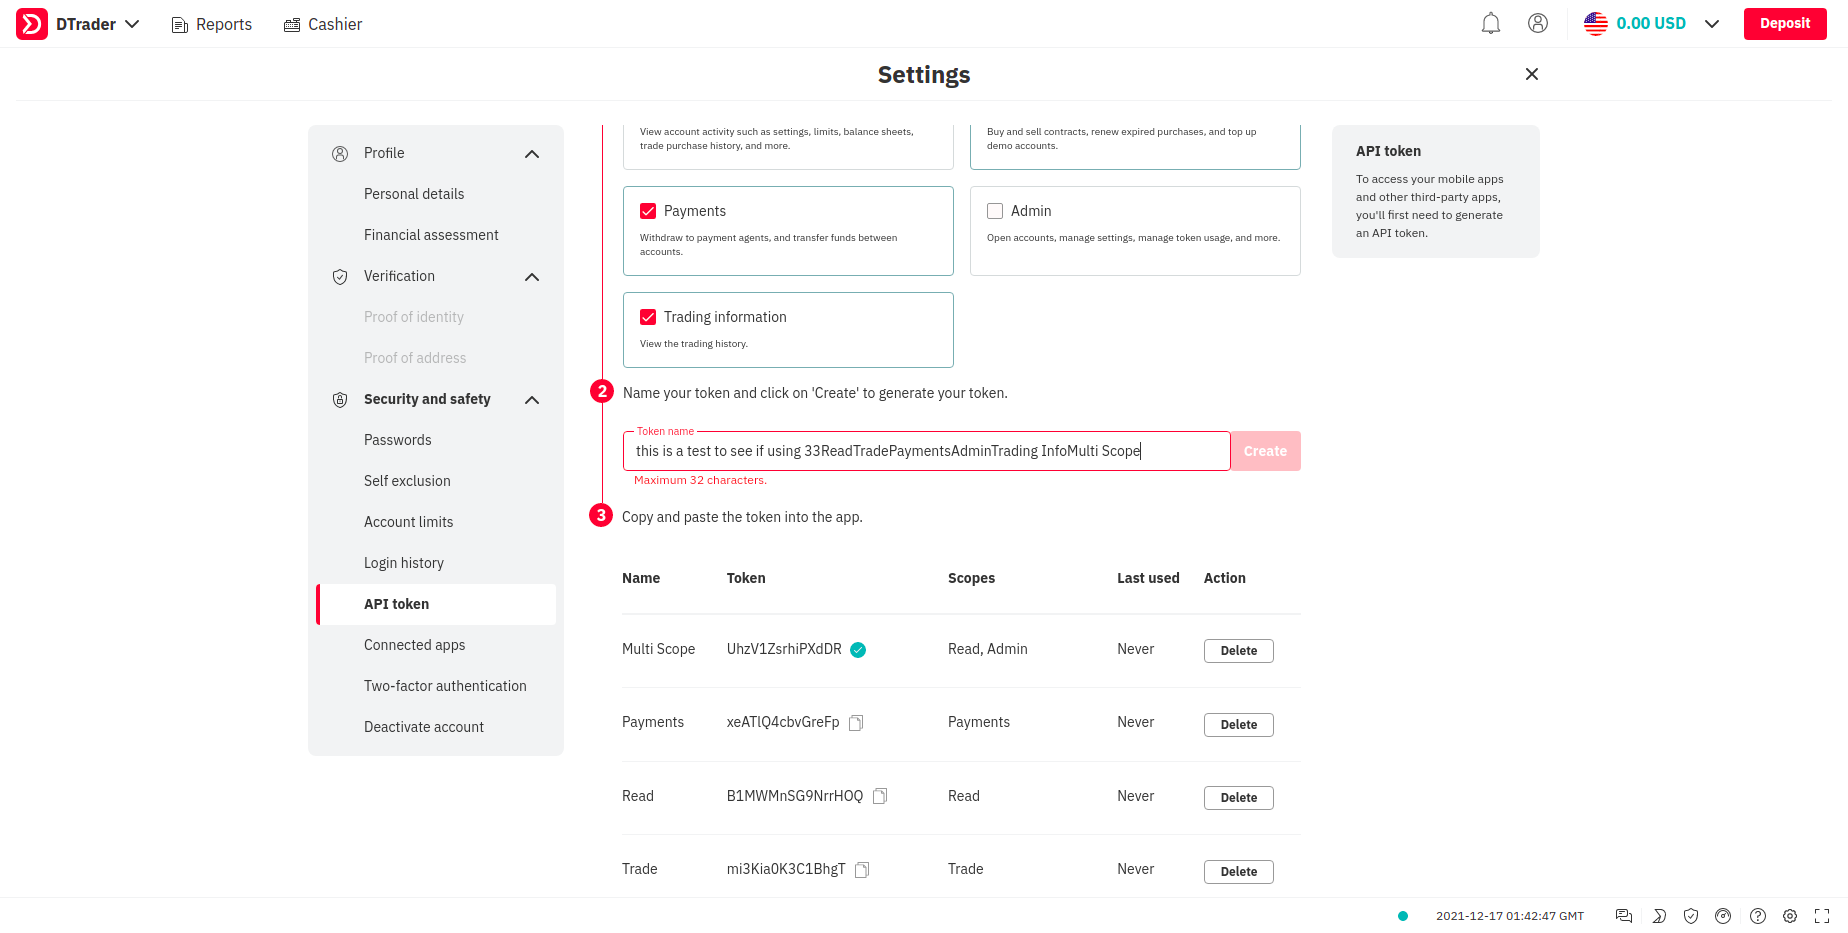 DTrader
Reports
Cashier
0.00 USD
Deposit
Settings
Profile
Personal details
Financial assessment
Verification
Proof of identity
Proof of address
Security and safety
Passwords
Self exclusion
Account limits
Login history
API token
Connected apps
Two-factor authentication
Deactivate account
View account activity such as settings, limits, balance sheets,
trade purchase history, and more.
Buy and sell contracts, renew expired purchases, and top up
demo accounts.
Payments
Withdraw to payment agents, and transfer funds between
accounts.
Admin
Open accounts, manage settings, manage token usage, and more.
Trading information
View the trading history.
2 Name your token and click on 'Create' to generate your token.
Token name
this is a test to see if using 33ReadTradePaymentsAdminTrading InfoMulti Scope
Create
Maximum 32 characters.
3 Copy and paste the token into the app.
Name Token Scopes Last used Action
Multi Scope UhzV1ZsrhiPXdDR Read, Admin Never Delete
Payments xeATlQ4cbvGreFp Payments Never Delete
Read B1MWMnSG9NrrHOQ Read Never Delete
Trade mi3Kia0K3C1BhgT Trade Never Delete
API token
To access your mobile apps
and other third-party apps,
you'll first need to generate
an API token.
2021-12-17 01:42:47 GMT